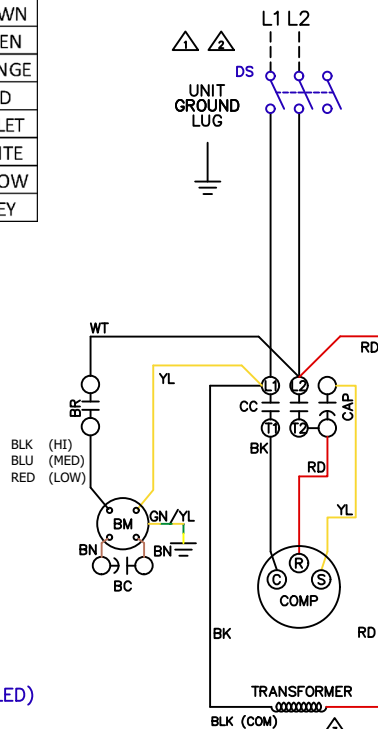 WN
EN
NGE
D
LET
ITE
OW
EY
L1 L2
1 2
DS
UNIT
GROUND
LUG
WT
RD
YL
L1 L2
BR
CC
CAP
T1 T2
BLK (HI)
BLU (MED)
RED (LOW)
BK
RD
YL
BM
GN/YL
BN BN
BC
R
C S
COMP
BK
RD
LED)
TRANSFORMER
BLK (COM)